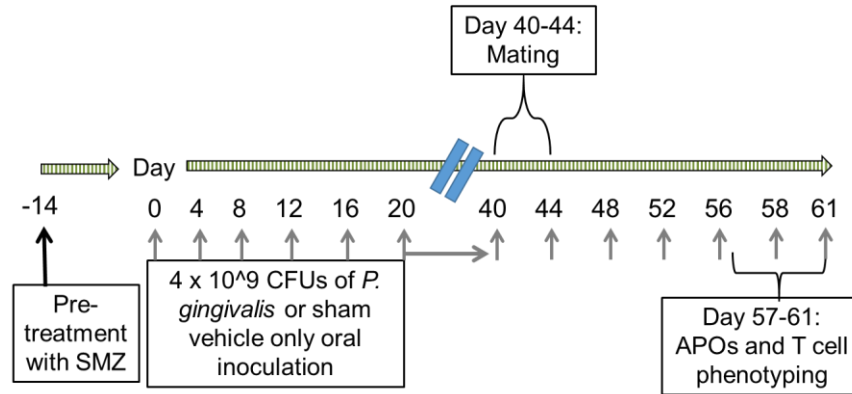 Day 40-44:
Mating
Day
-14 0 4 8 12 16 20 40 44 48 52 56 58 61
Pre-
treatment
with SMZ
4 x 10^9 CFUs of P.
gingivalis or sham
vehicle only oral
inoculation
Day 57-61:
APOs and T cell
phenotyping